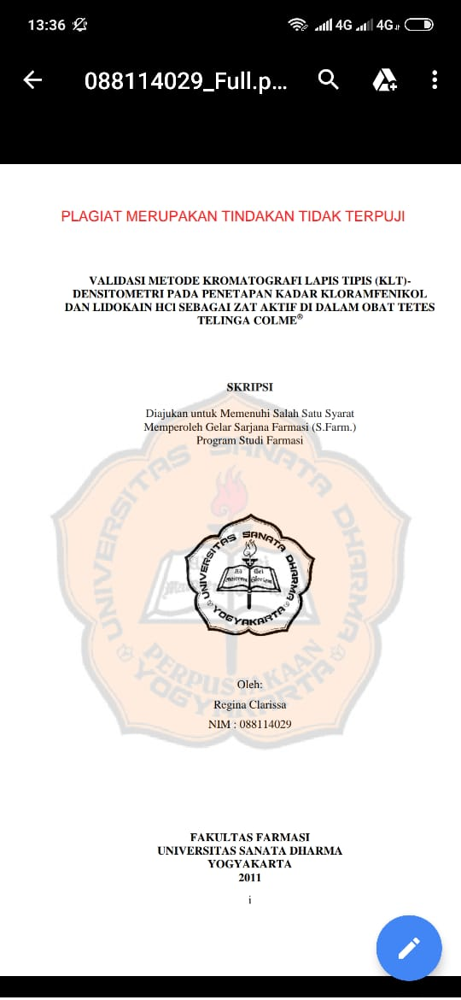 13:36 4G 4G
088114029_Full.p...
PLAGIAT MERUPAKAN TINDAKAN TIDAK TERPUJI
VALIDASI METODE KROMATOGRAFI LAPIS TIPIS (KLT)-
DENSITOMETRI PADA PENETAPAN KADAR KLORAMFENIKOL
DAN LIDOKAIN HCl SEBAGAI ZAT AKTIF DI DALAM OBAT TETES
TELINGA COLME®
SKRIPSI
Diajukan untuk Memenuhi Salah Satu Syarat
Memperoleh Gelar Sarjana Farmasi (S.Farm.)
Program Studi Farmasi
UNIVERSITAS SANATA DHARMA
YOGYAKARTA
Ad Dei
Maiorem Gloriam
UNIVERSITAS SANATA DHARMA
PERPUSTAKAAN
YOGYAKARTA
Oleh:
Regina Clarissa
NIM : 088114029
FAKULTAS FARMASI
UNIVERSITAS SANATA DHARMA
YOGYAKARTA
2011
i